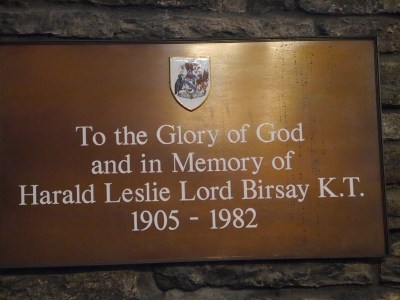 To the Glory of God
and in Memory of
Harald Leslie Lord Birsay K.T.
1905 - 1982